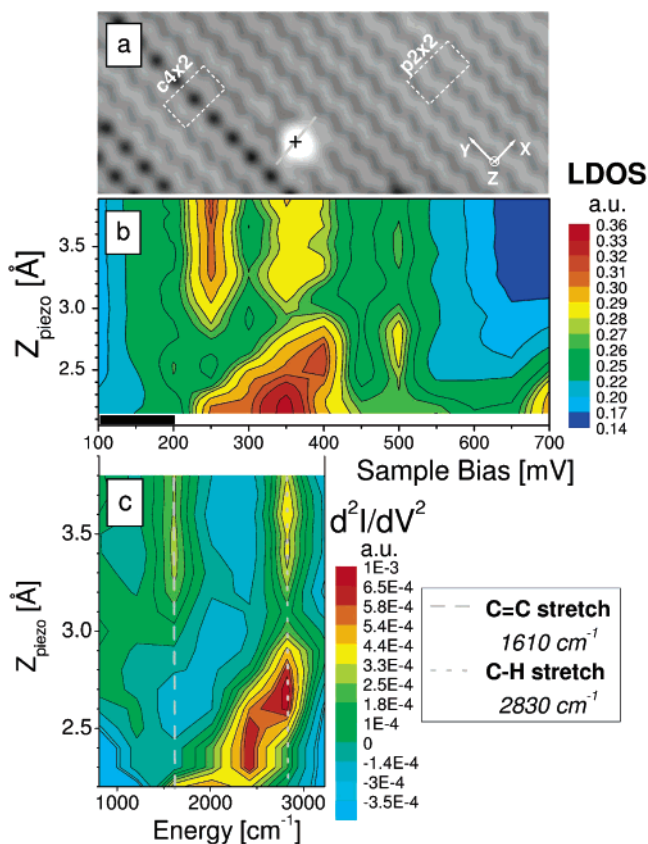 a
c4x2
p2x2
Y X
Z
LDOS
a.u.
b
Z_piezo [Å]
3.5
3.0
2.5
100 200 300 400 500 600 700
Sample Bias [mV]
0.36
0.33
0.32
0.31
0.30
0.29
0.28
0.27
0.26
0.25
0.22
0.20
0.17
0.14
c
Z_piezo [Å]
3.5
3.0
2.5
1000 2000 3000
Energy [cm⁻¹]
d²I/dV²
a.u.
1E-3
6.5E-4
5.8E-4
5.4E-4
4.4E-4
3.3E-4
2.5E-4
1E-4
0
-1.4E-4
-3E-4
-3.5E-4
C=C stretch
1610 cm⁻¹
C-H stretch
2830 cm⁻¹